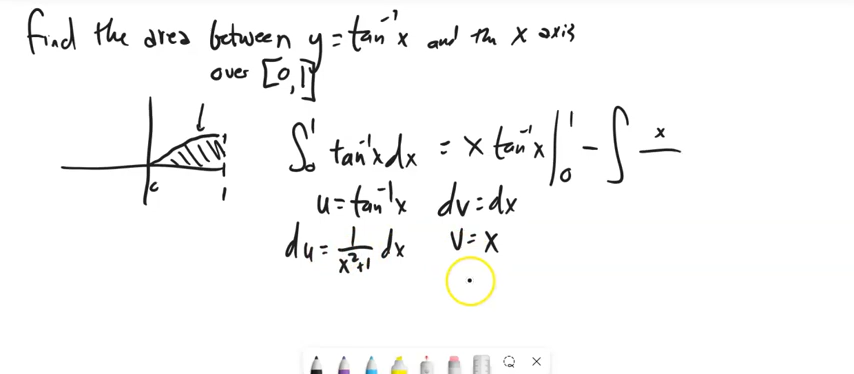 find the area between y = tan⁻¹x and the x axis
over [0,1]
∫₀¹ tan⁻¹x dx = x tan⁻¹x |₀¹ - ∫ x/
u = tan⁻¹x dv = dx
du = 1/(x²+1) dx v = x
1